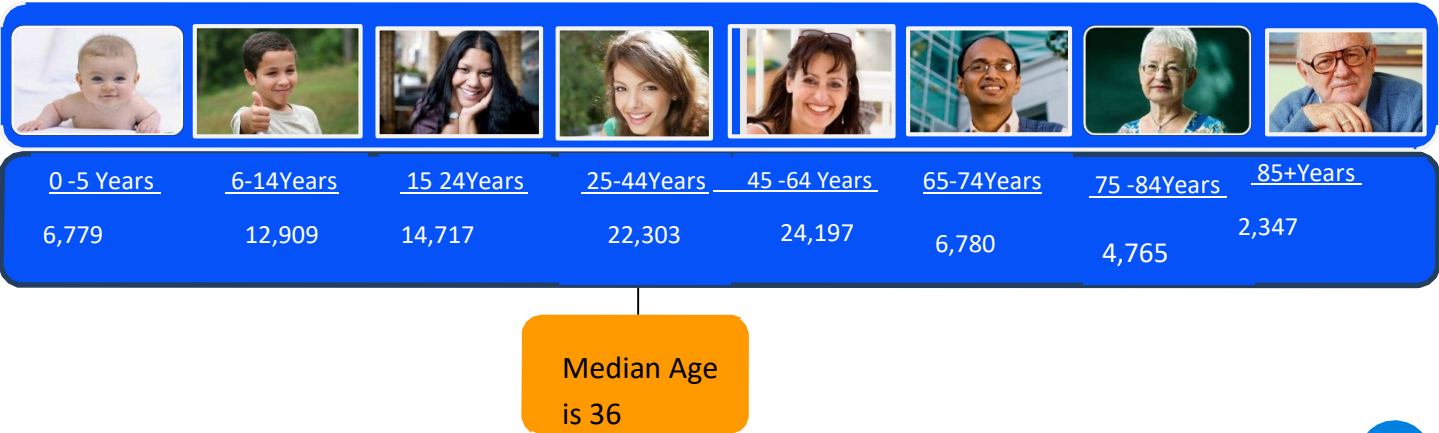 0 -5 Years 6-14Years 15 24Years 25-44Years 45 -64 Years 65-74Years 75 -84Years 85+Years
6,779 12,909 14,717 22,303 24,197 6,780 4,765 2,347
Median Age
is 36